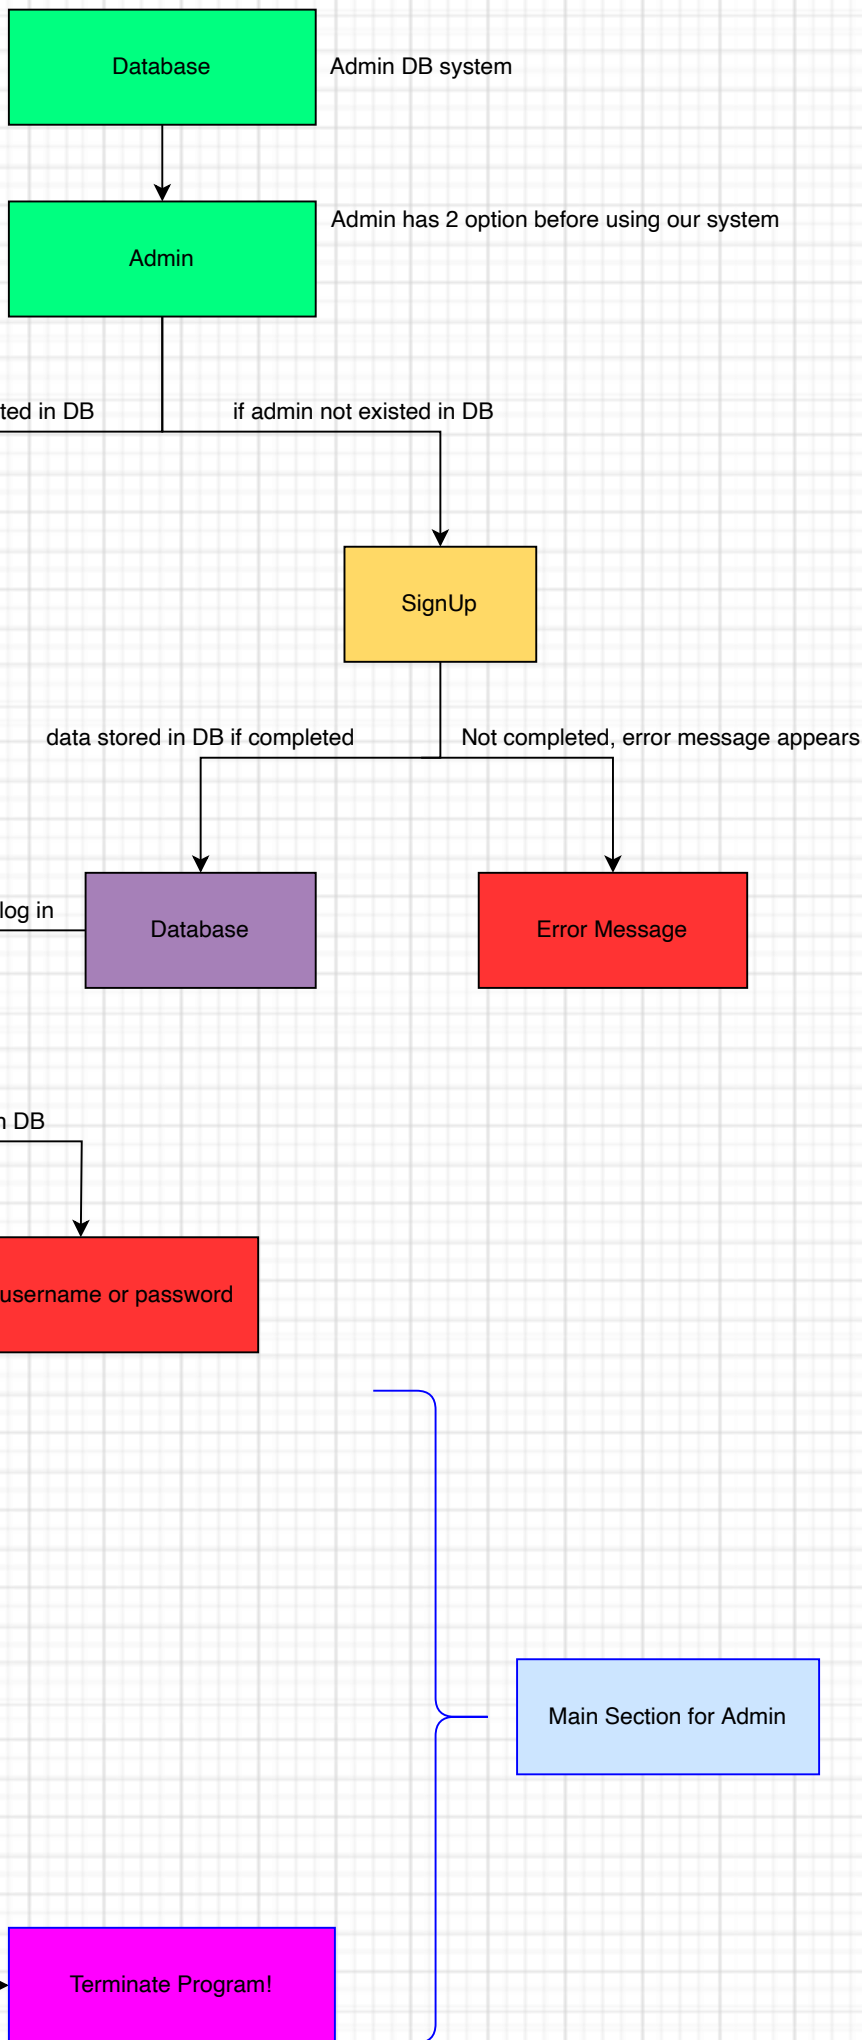 Database
Admin DB system
Admin
Admin has 2 option before using our system
ted in DB
if admin not existed in DB
SignUp
data stored in DB if completed
Not completed, error message appears
log in
Database
Error Message
DB
username or password
Main Section for Admin
Terminate Program!